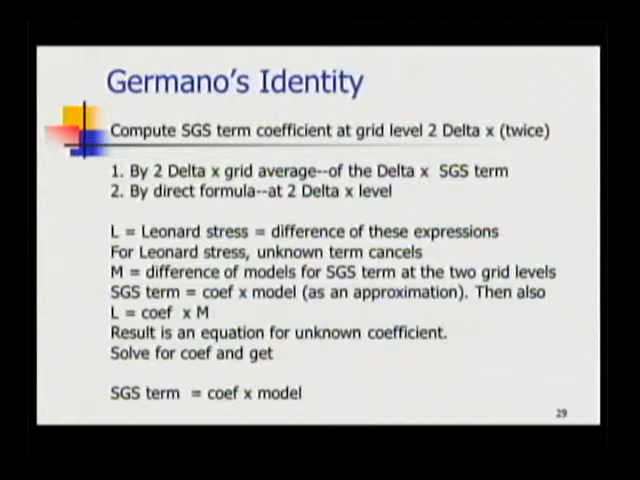 Germano's Identity
Compute SGS term coefficient at grid level 2 Delta x (twice)
1. By 2 Delta x grid average--of the Delta x SGS term
2. By direct formula--at 2 Delta x level
L = Leonard stress = difference of these expressions
For Leonard stress, unknown term cancels
M = difference of models for SGS term at the two grid levels
SGS term = coef x model (as an approximation). Then also
L = coef x M
Result is an equation for unknown coefficient.
Solve for coef and get
SGS term = coef x model
29